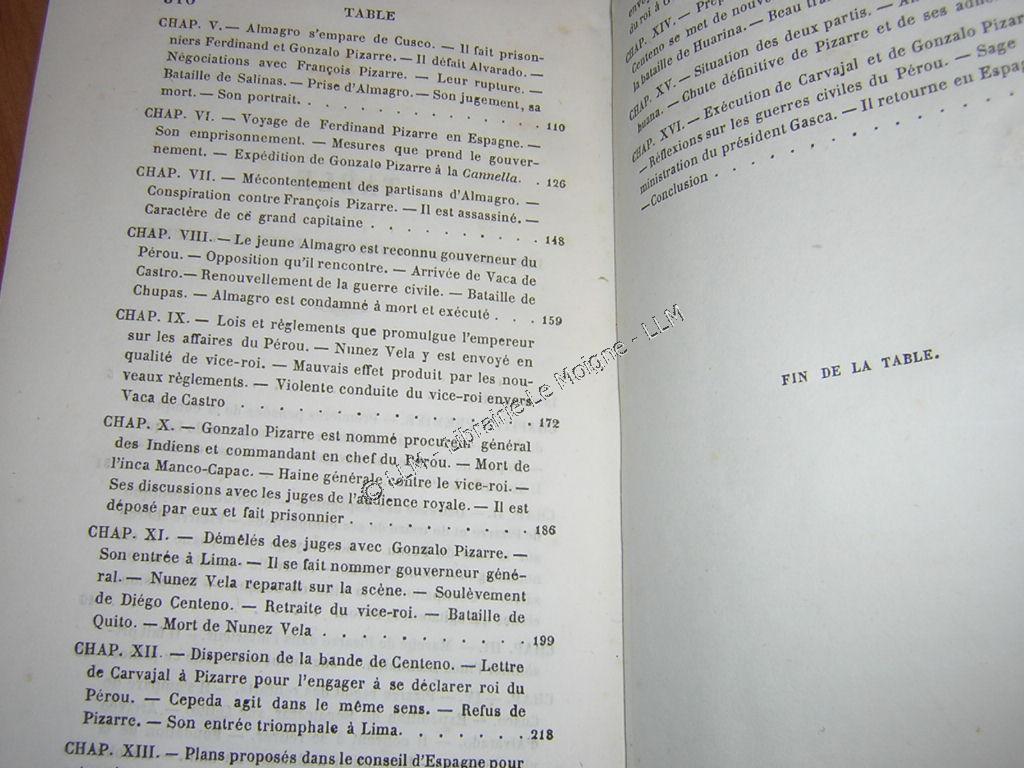 TABLE
CHAP. V. — Almagro s'empare de Cusco. — Il fait prison-
niers Ferdinand et Gonzalo Pizarre. — Il défait Alvarado. —
Négociations avec François Pizarre. — Leur rupture. —
Bataille de Salinas. — Prise d'Almagro. — Son jugement, sa
mort. — Son portrait. . . . . . . . . . . 110
CHAP. VI. — Voyage de Ferdinand Pizarre en Espagne. —
Son emprisonnement. — Mesures que prend le gouver-
nement. — Expédition de Gonzalo Pizarre à la Cannella. . 126
CHAP. VII. — Mécontentement des partisans d'Almagro. —
Conspiration contre François Pizarre. — Il est assassiné. —
Caractère de cé grand capitaine . . . . . . . . . 148
CHAP. VIII. — Le jeune Almagro est reconnu gouverneur du
Pérou. — Opposition qu'il rencontre. — Arrivée de Vaca de
Castro. — Renouvellement de la guerre civile. — Bataille de
Chupas. — Almagro est condamné à mort et exécuté . . . 159
CHAP. IX. — Lois et règlements que promulgue l'empereur
sur les affaires du Pérou. — Nunez Vela y est envoyé en
qualité de vice-roi. — Mauvais effet produit par les nou-
veaux règlements. — Violente conduite du vice-roi envers
Vaca de Castro . . . . . . . . . . . . . 172
CHAP. X. — Gonzalo Pizarre est nommé procureur général
des Indiens et commandant en chef du Pérou. — Mort de
l'inca Manco-Capac. — Haine générale contre le vice-roi. —
Ses discussions avec les juges de l'audience royale. — Il est
déposé par eux et fait prisonnier . . . . . . . . . 186
CHAP. XI. — Démêlés des juges avec Gonzalo Pizarre. —
Son entrée à Lima. — Il se fait nommer gouverneur géné-
ral. — Nunez Vela reparaît sur la scène. — Soulèvement
de Diégo Centeno. — Retraite du vice-roi. — Bataille de
Quito. — Mort de Nunez Vela . . . . . . . . . . 199
CHAP. XII. — Dispersion de la bande de Centeno. — Lettre
de Carvajal à Pizarre pour l'engager à se déclarer roi du
Pérou. — Cepeda agit dans le même sens. — Refus de
Pizarre. — Son entrée triomphale à Lima. . . . . . . 218
CHAP. XIII. — Plans proposés dans le conseil d'Espagne pour
du roi à
CHAP. XIV. —
Centeno se met de nouveau
la bataille de Huarina. — Beau
CHAP. XV. — Situation des deux partis. —
huana. — Chute définitive de Pizarre et de ses
CHAP. XVI. — Exécution de Carvajal et de Gonzalo Pizar
— Réflexions sur les guerres civiles du Pérou. — Sage
ministration du président Gasca. — Il retourne en Espag
— Conclusion . . . . . . . . . .
FIN DE LA TABLE.
© LLM - Librairie Le Moigne - LLM